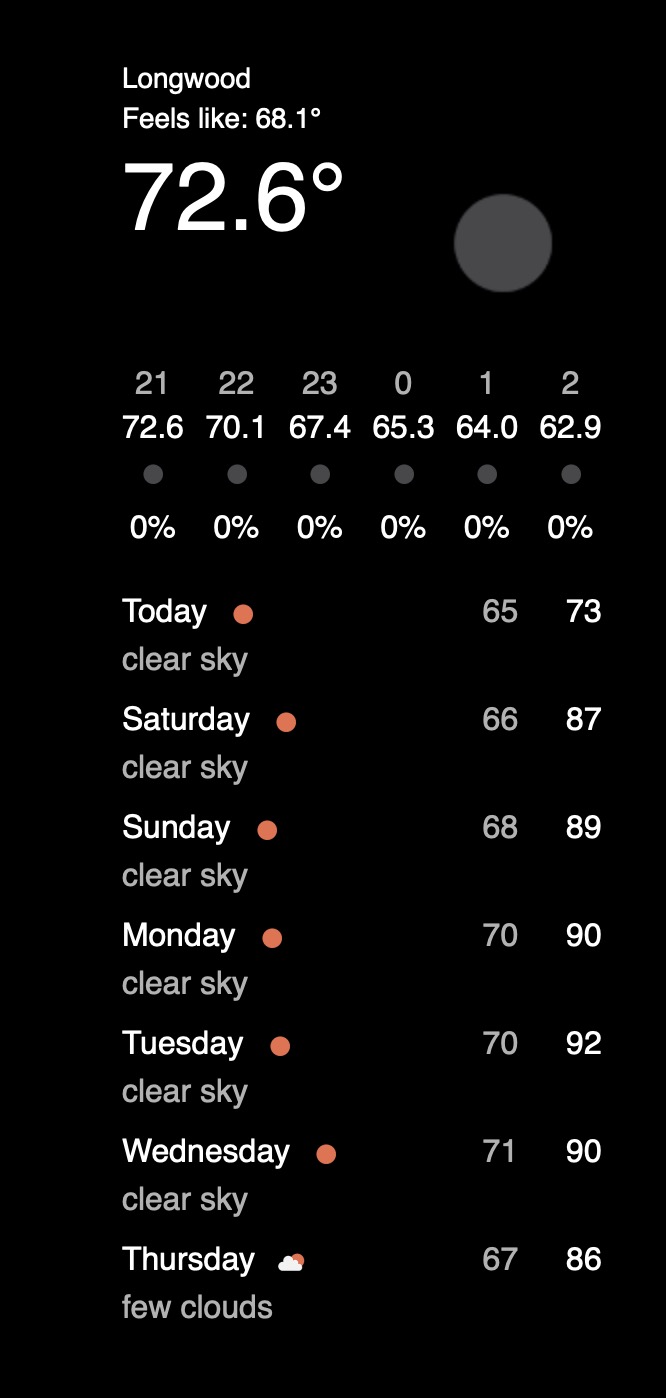 Longwood
Feels like: 68.1°
72.6°
21 22 23 0 1 2
72.6 70.1 67.4 65.3 64.0 62.9
0% 0% 0% 0% 0% 0%
Today 65 73
clear sky
Saturday 66 87
clear sky
Sunday 68 89
clear sky
Monday 70 90
clear sky
Tuesday 70 92
clear sky
Wednesday 71 90
clear sky
Thursday 67 86
few clouds